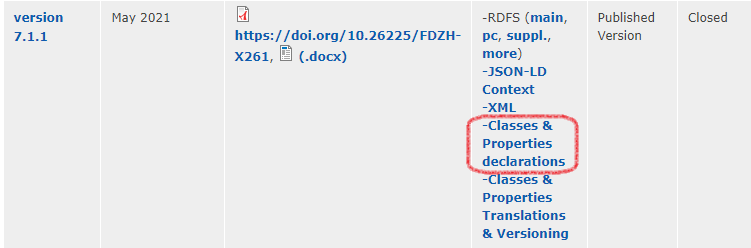 version
7.1.1
May 2021
https://doi.org/10.26225/FDZH-
X261, (.docx)
-RDFS (main,
pc, suppl.,
more)
-JSON-LD
Context
-XML
-Classes &
Properties
declarations
-Classes &
Properties
Translations
& Versioning
Published
Version
Closed